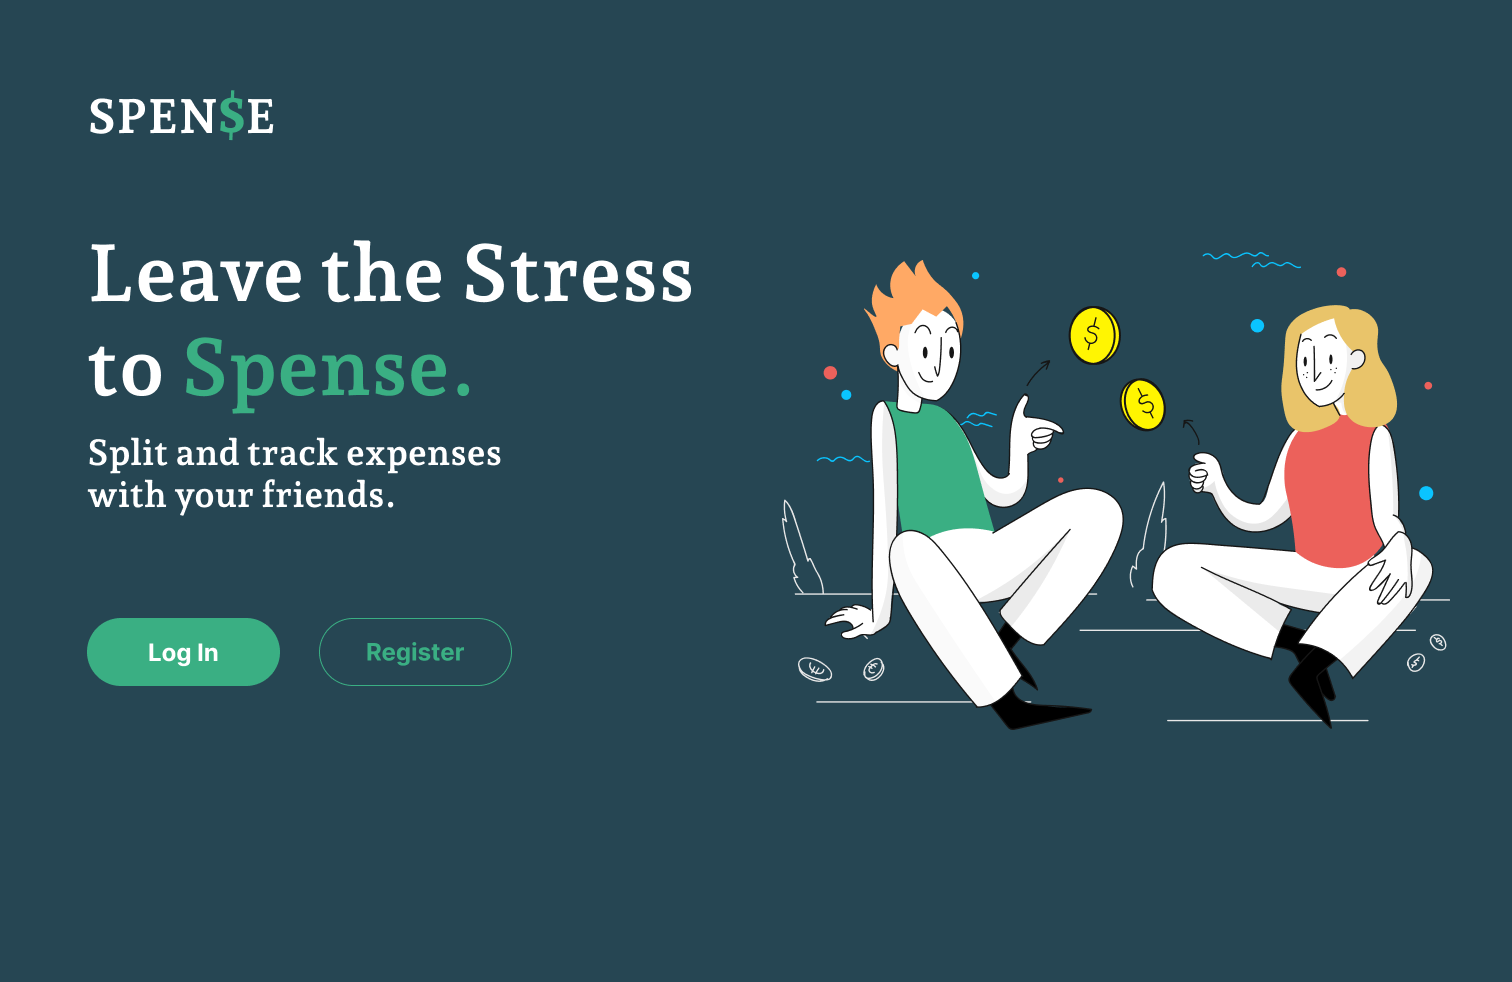 SPEN$E
Leave the Stress
to Spense.
Split and track expenses
with your friends.
Log In
Register
$
$